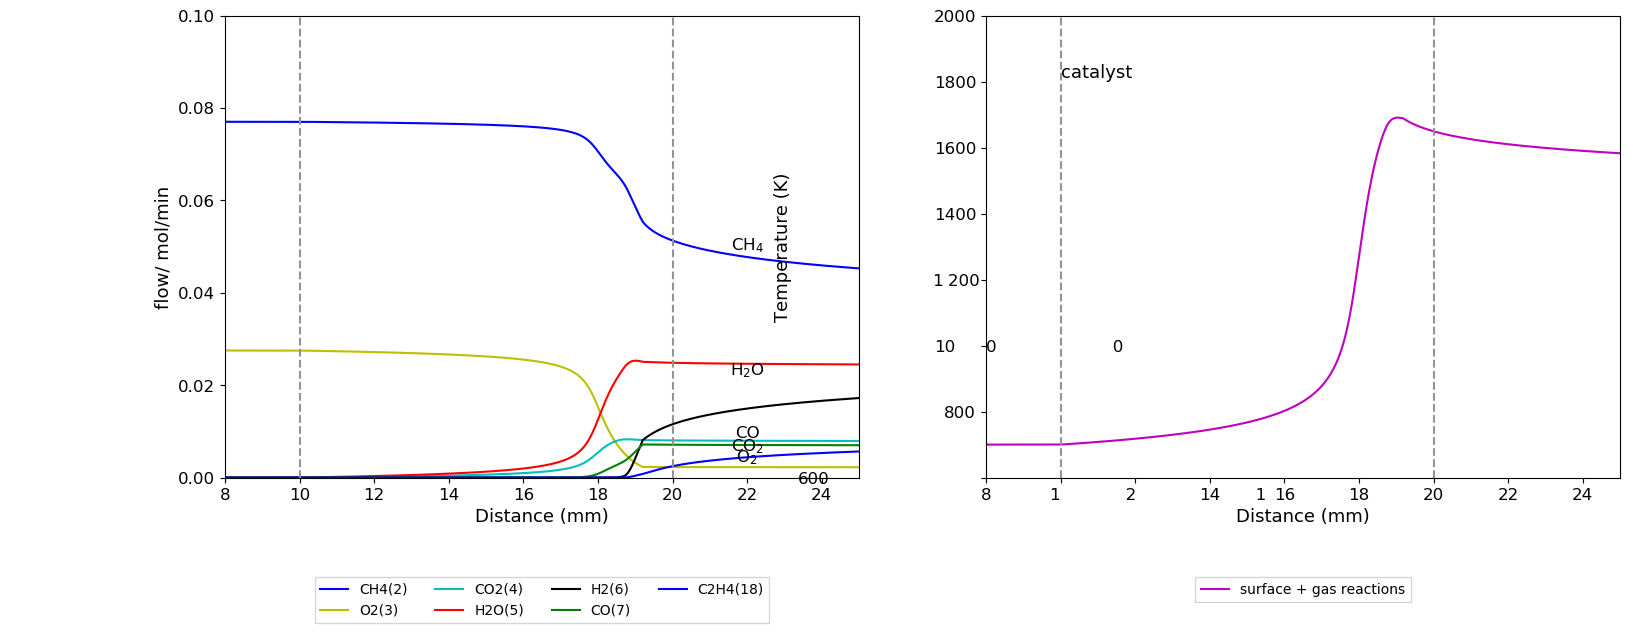 0.10
0.08
0.06
0.04
0.02
0.00
flow/ mol/min
CH₄
H₂O
CO
CO₂
O₂
8 10 12 14 16 18 20 22 24
Distance (mm)
CH4(2) CO2(4) H2(6) C2H4(18)
O2(3) H2O(5) CO(7)
Temperature (K)
2000
1800
1600
1400
1 200
10 0 0
800
600
catalyst
8 1 2 14 1 16 18 20 22 24
Distance (mm)
surface + gas reactions